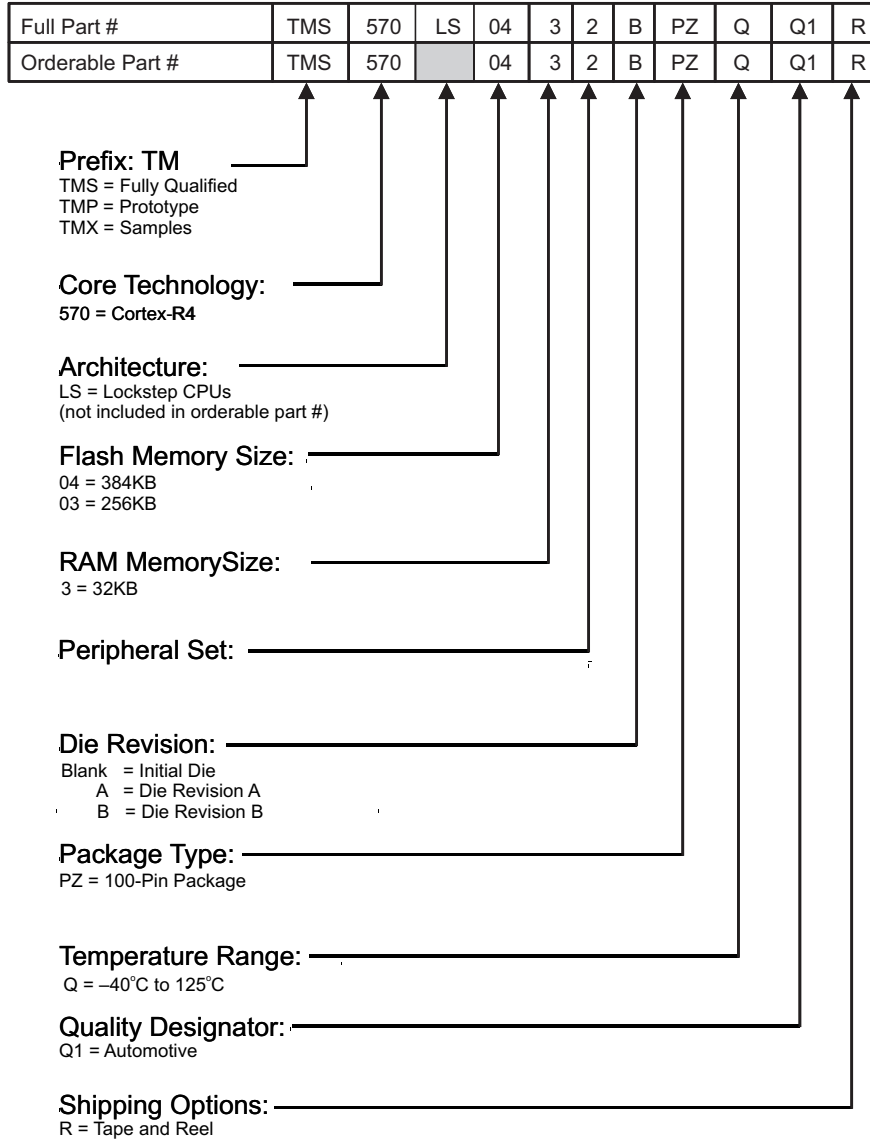 Full Part # TMS 570 LS 04 3 2 B PZ Q Q1 R
Orderable Part # TMS 570 04 3 2 B PZ Q Q1 R
Prefix: TM
TMS = Fully Qualified
TMP = Prototype
TMX = Samples
Core Technology:
570 = Cortex-R4
Architecture:
LS = Lockstep CPUs
(not included in orderable part #)
Flash Memory Size:
04 = 384KB
03 = 256KB
RAM MemorySize:
3 = 32KB
Peripheral Set:
Die Revision:
Blank = Initial Die
A = Die Revision A
B = Die Revision B
Package Type:
PZ = 100-Pin Package
Temperature Range:
Q = –40°C to 125°C
Quality Designator:
Q1 = Automotive
Shipping Options:
R = Tape and Reel